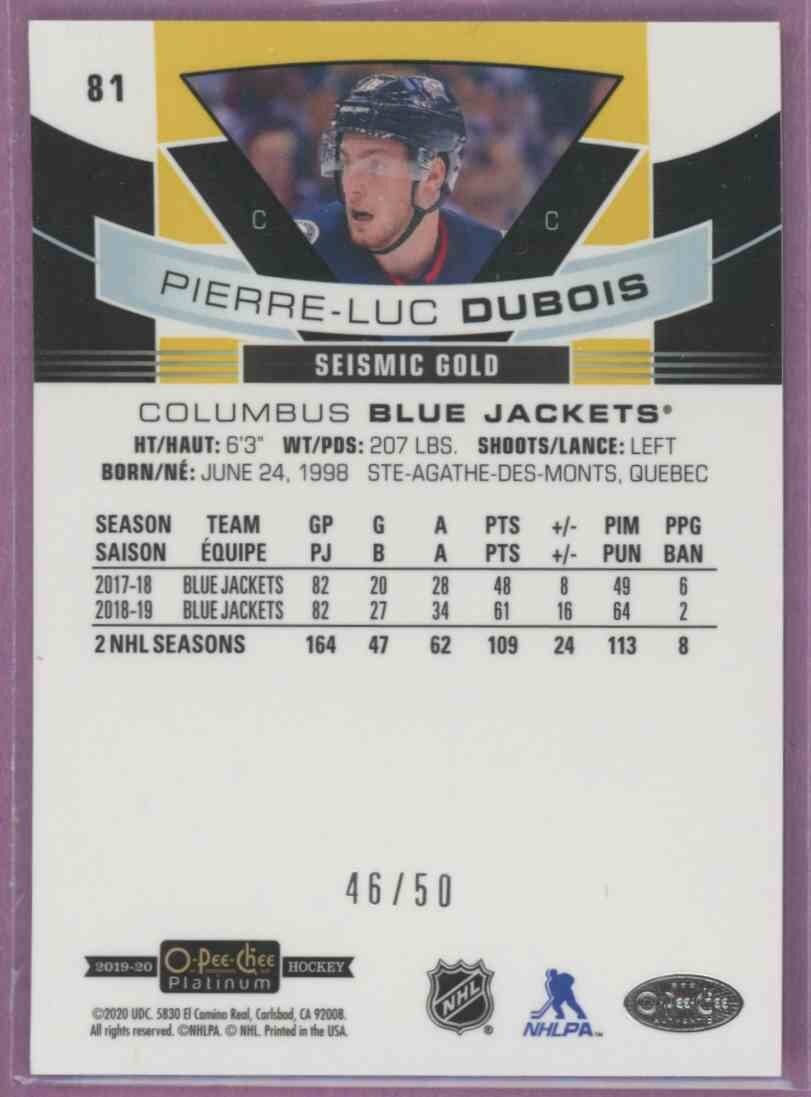 81
C C
PIERRE-LUC DUBOIS
SEISMIC GOLD
COLUMBUS BLUE JACKETS®
HT/HAUT: 6'3" WT/PDS: 207 LBS. SHOOTS/LANCE: LEFT
BORN/NÉ: JUNE 24, 1998 STE-AGATHE-DES-MONTS, QUEBEC
SEASON TEAM GP G A PTS +/- PIM PPG
SAISON ÉQUIPE PJ B A PTS +/- PUN BAN
2017-18 BLUE JACKETS 82 20 28 48 8 49 6
2018-19 BLUE JACKETS 82 27 34 61 16 64 2
2 NHL SEASONS 164 47 62 109 24 113 8
46/50
2019-20 O-PEE-CHEE HOCKEY
Platinum
©2020 UDC. 5830 El Camino Real, Carlsbad, CA 92008.
All rights reserved. ©NHLPA. © NHL. Printed in the USA.
NHL ®
NHLPA™
O-PEE-CHEE